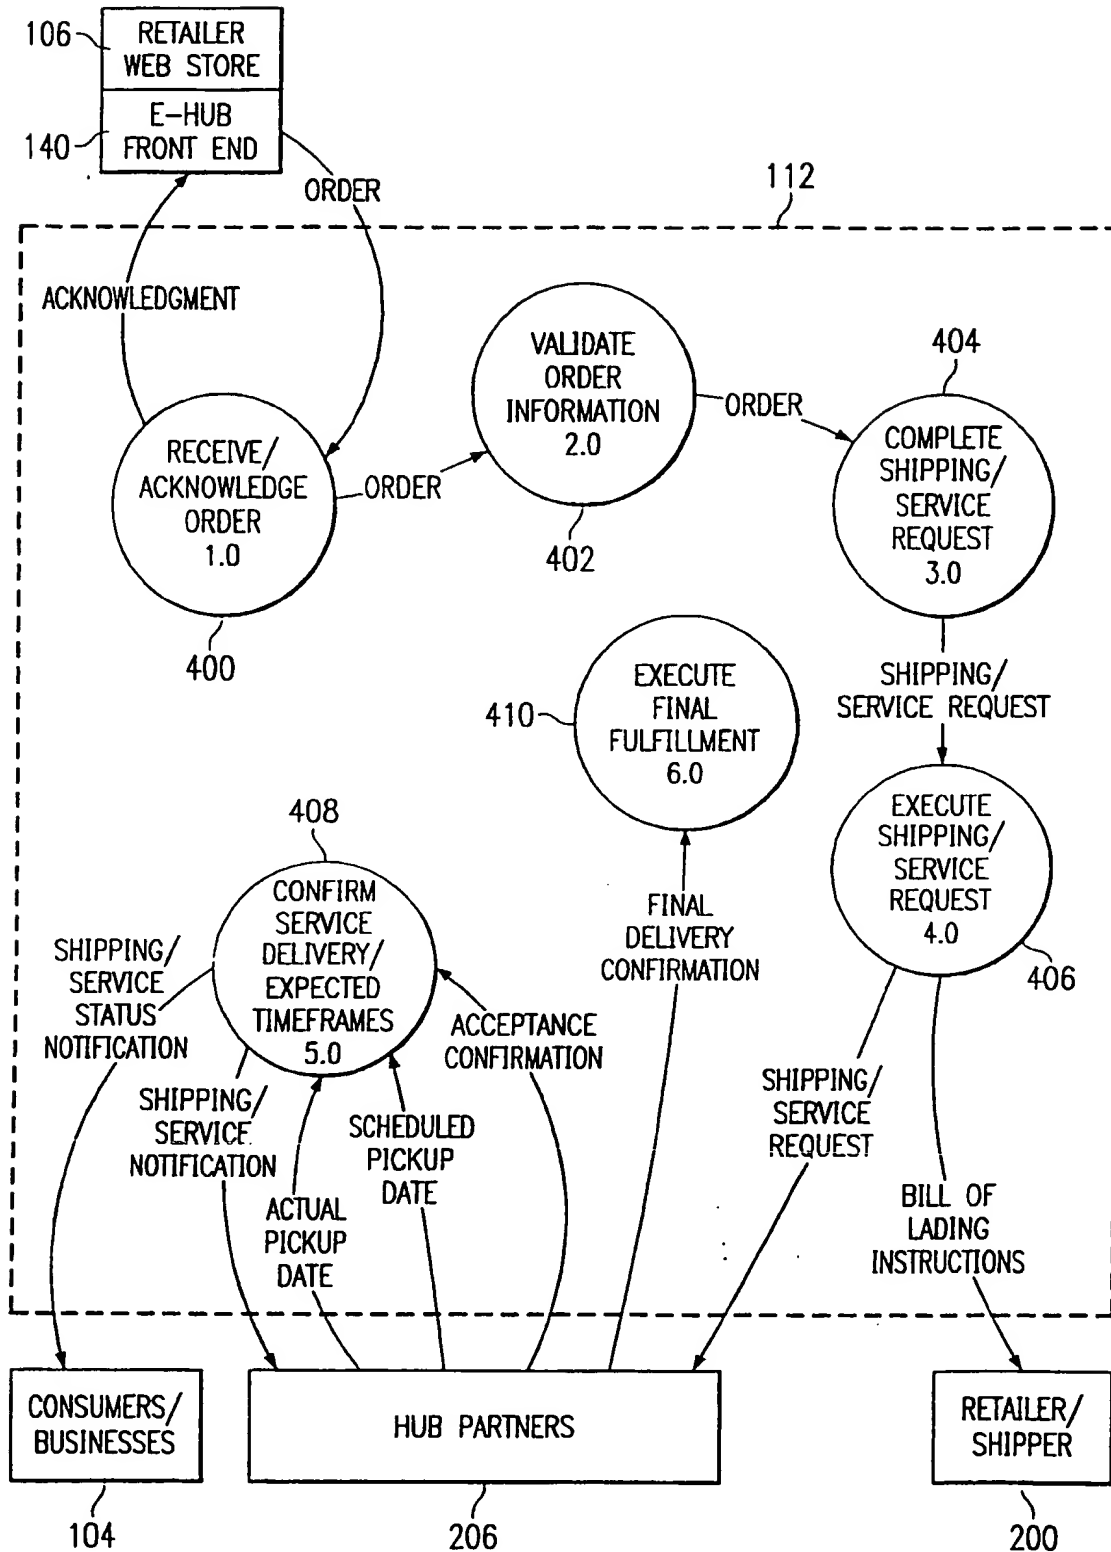 106
RETAILER
WEB STORE
140
E-HUB
FRONT END
ORDER
112
ACKNOWLEDGMENT
RECEIVE/
ACKNOWLEDGE
ORDER
1.0
400
ORDER
VALIDATE
ORDER
INFORMATION
2.0
402
ORDER
404
COMPLETE
SHIPPING/
SERVICE
REQUEST
3.0
SHIPPING/
SERVICE REQUEST
410
EXECUTE
FINAL
FULFILLMENT
6.0
EXECUTE
SHIPPING/
SERVICE
REQUEST
4.0
406
408
CONFIRM
SERVICE
DELIVERY/
EXPECTED
TIMEFRAMES
5.0
SHIPPING/
SERVICE
STATUS
NOTIFICATION
SHIPPING/
SERVICE
NOTIFICATION
ACTUAL
PICKUP
DATE
SCHEDULED
PICKUP
DATE
ACCEPTANCE
CONFIRMATION
FINAL
DELIVERY
CONFIRMATION
SHIPPING/
SERVICE
REQUEST
BILL OF
LADING
INSTRUCTIONS
CONSUMERS/
BUSINESSES
104
HUB PARTNERS
206
RETAILER/
SHIPPER
200